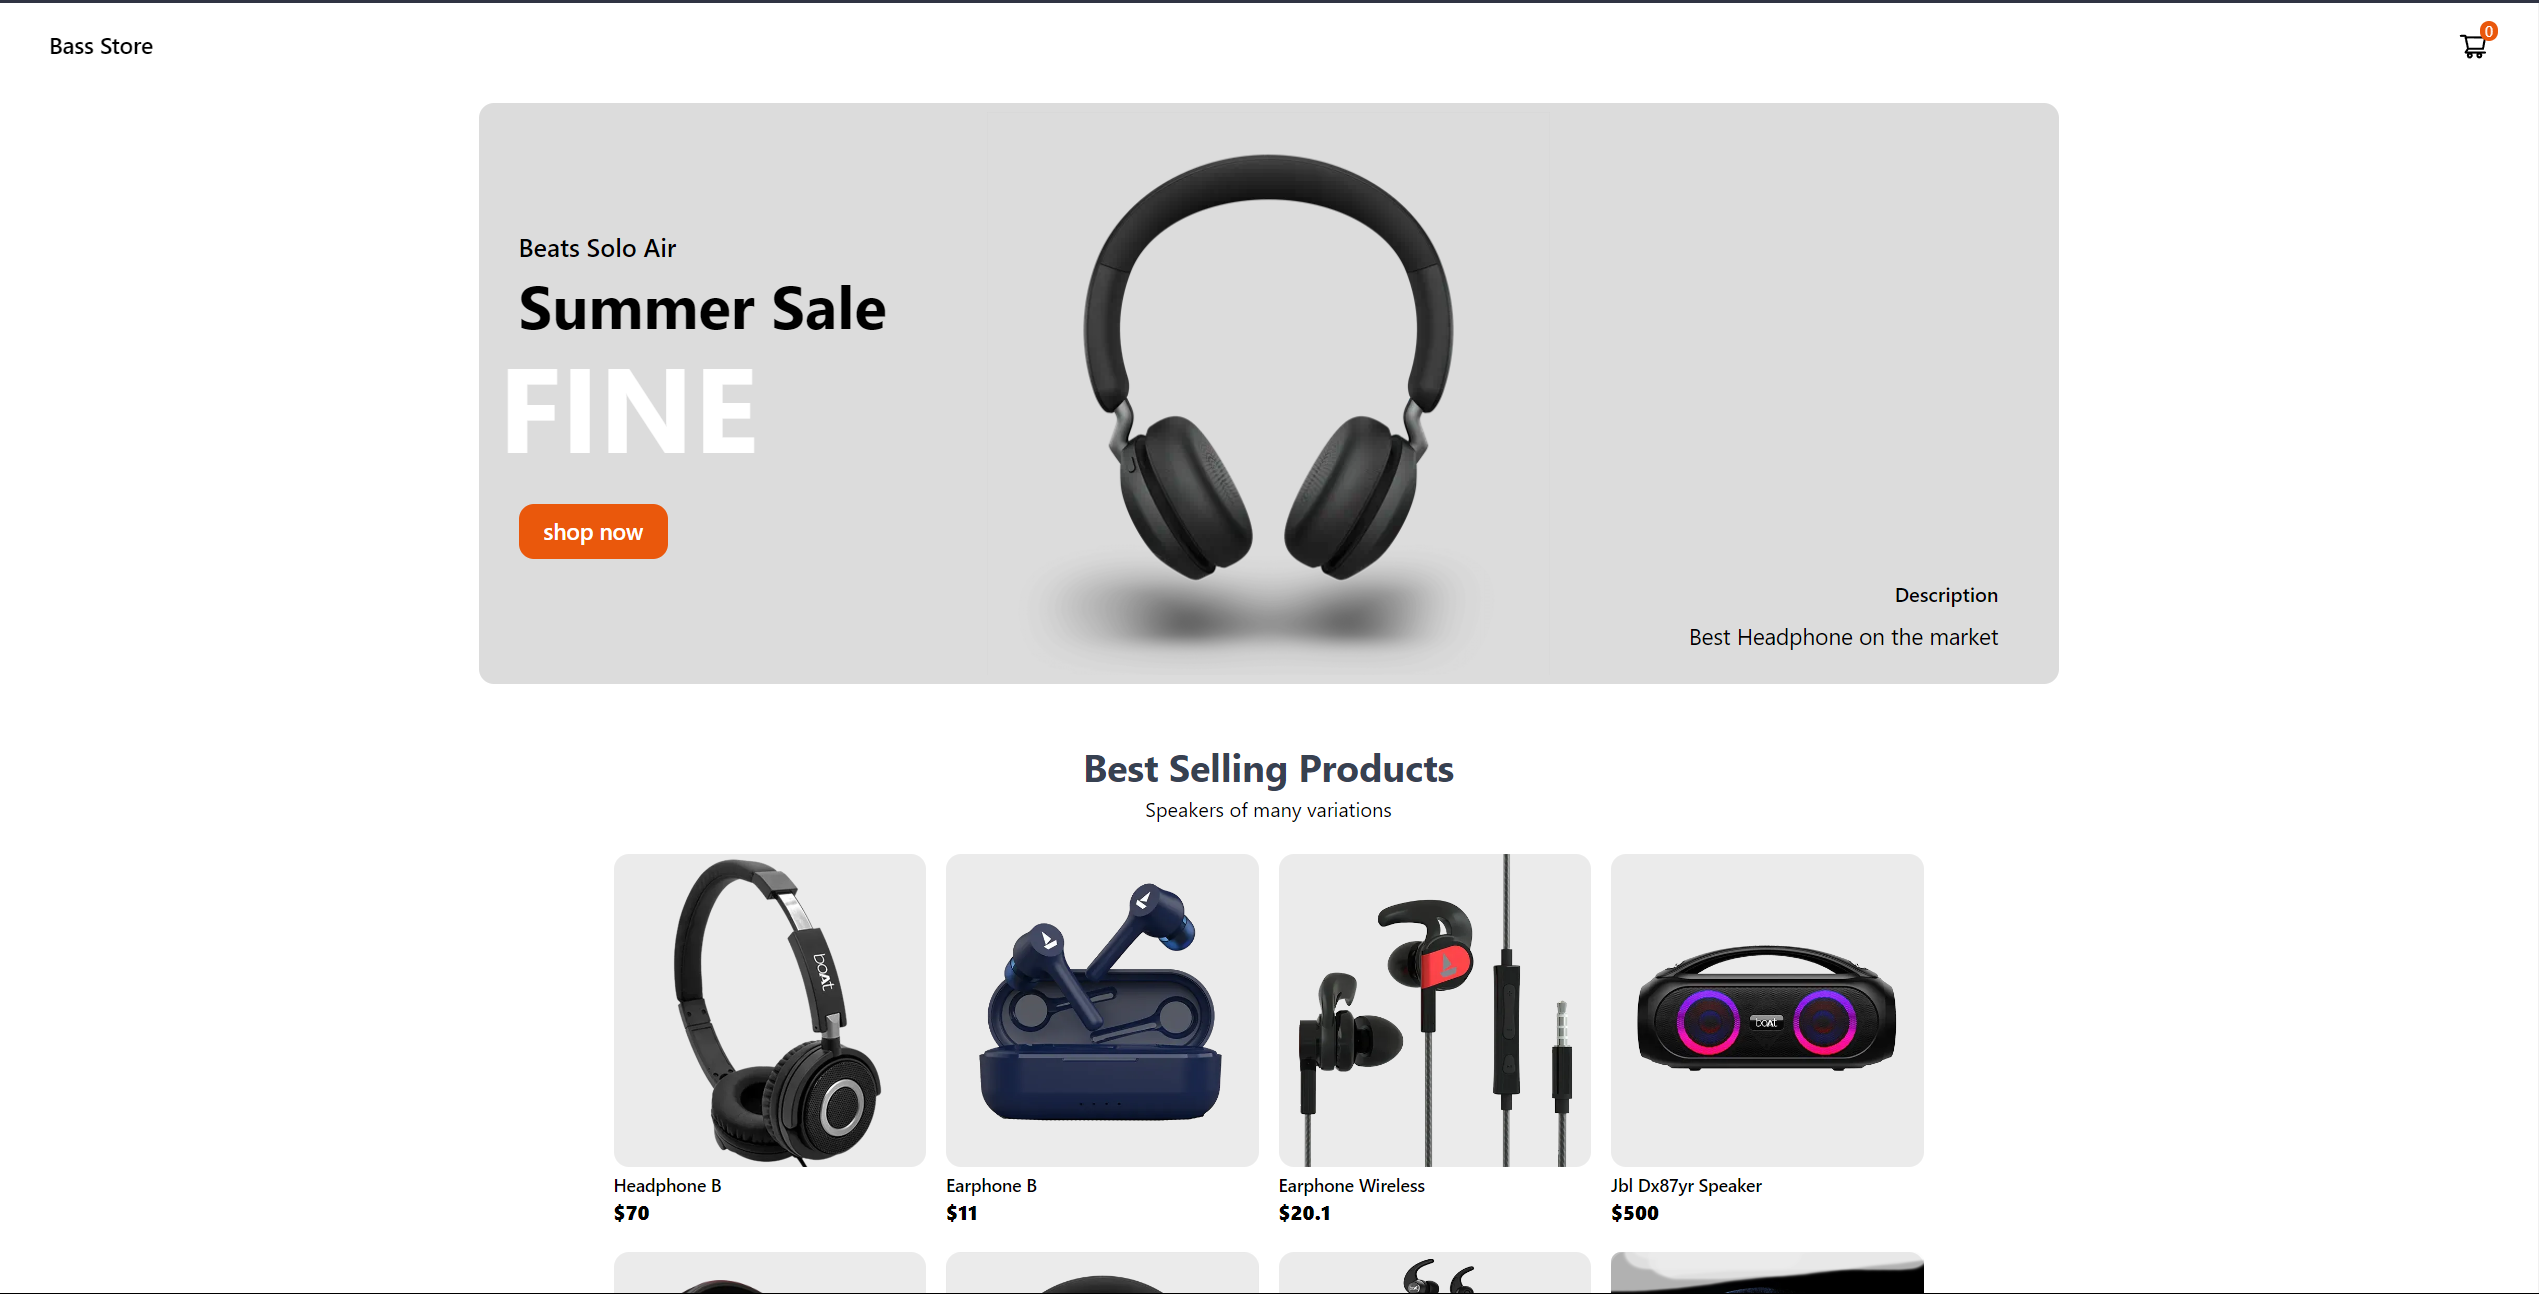 Bass Store
0
Beats Solo Air
Summer Sale
FINE
shop now
Description
Best Headphone on the market
Best Selling Products
Speakers of many variations
boAt
boAt
Headphone B
$70
Earphone B
$11
Earphone Wireless
$20.1
Jbl Dx87yr Speaker
$500